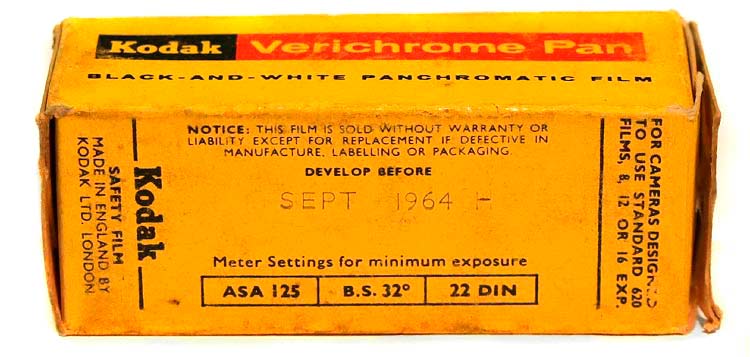 Kodak Verichrome Pan
BLACK-AND-WHITE PANCHROMATIC FILM
NOTICE: THIS FILM IS SOLD WITHOUT WARRANTY OR
LIABILITY EXCEPT FOR REPLACEMENT IF DEFECTIVE IN
MANUFACTURE, LABELLING OR PACKAGING.
DEVELOP BEFORE
SEPT 1964 H
Meter Settings for minimum exposure
ASA 125 B.S. 32° 22 DIN
Kodak
SAFETY FILM
MADE IN ENGLAND BY
KODAK LTD. LONDON
FOR CAMERAS DESIGNED
TO USE STANDARD 620
FILMS, 8, 12 OR 16 EXP.